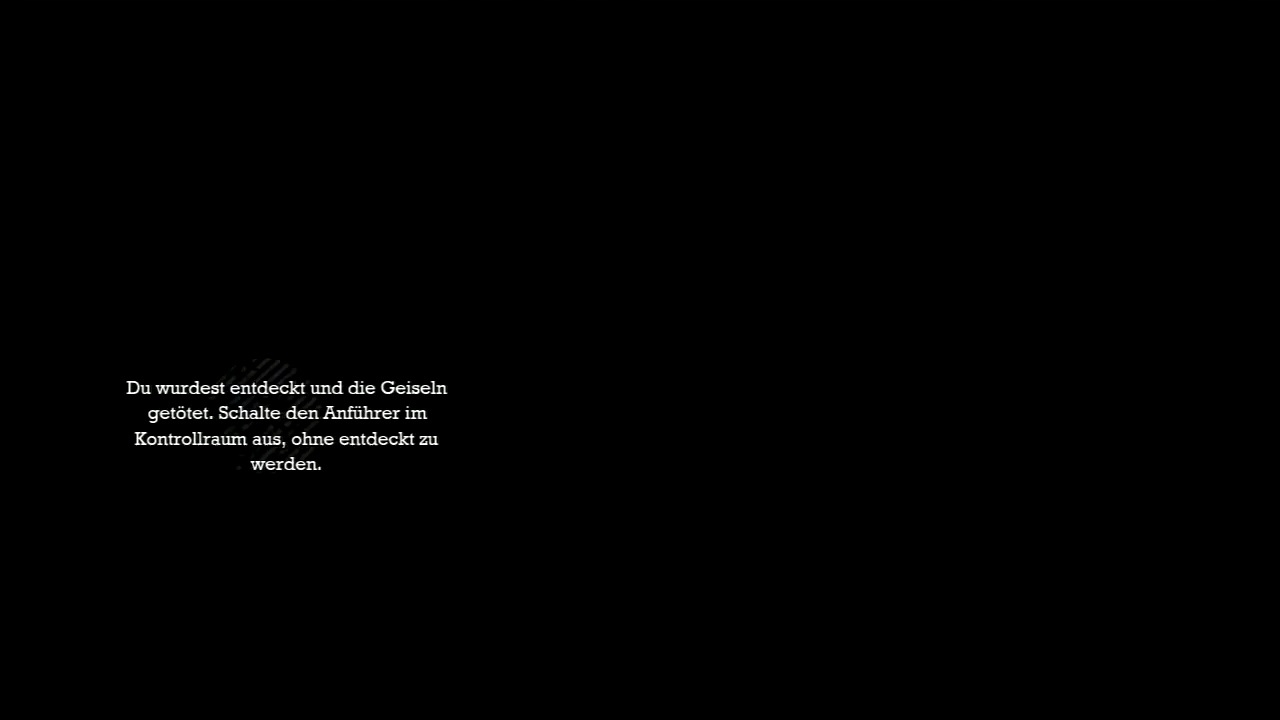 Du wurdest entdeckt und die Geiseln
getötet. Schalte den Anführer im
Kontrollraum aus, ohne entdeckt zu
werden.